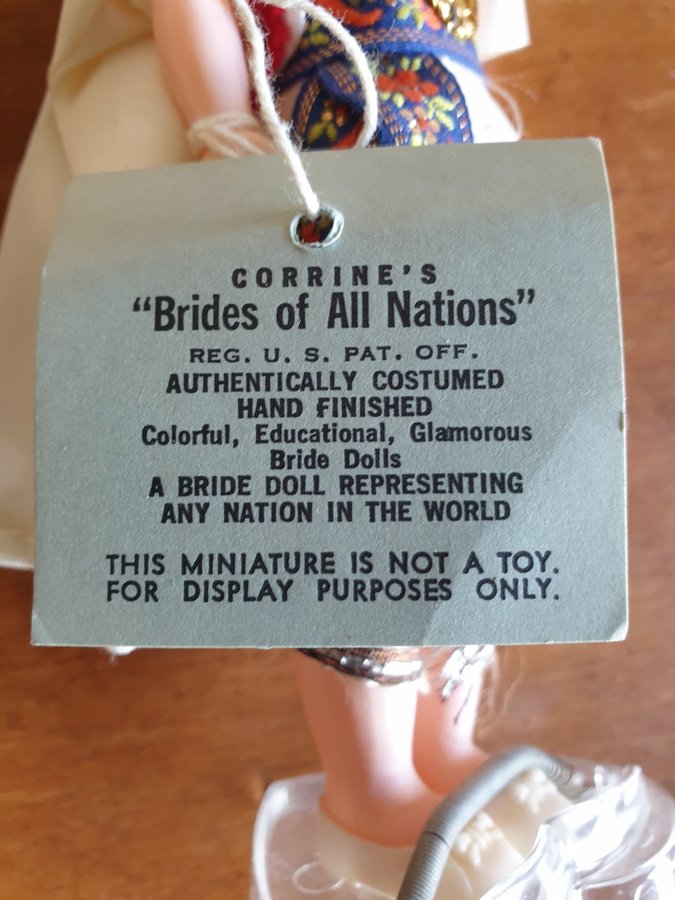 CORRINE'S
"Brides of All Nations"
REG. U. S. PAT. OFF.
AUTHENTICALLY COSTUMED
HAND FINISHED
Colorful, Educational, Glamorous
Bride Dolls
A BRIDE DOLL REPRESENTING
ANY NATION IN THE WORLD
THIS MINIATURE IS NOT A TOY.
FOR DISPLAY PURPOSES ONLY.